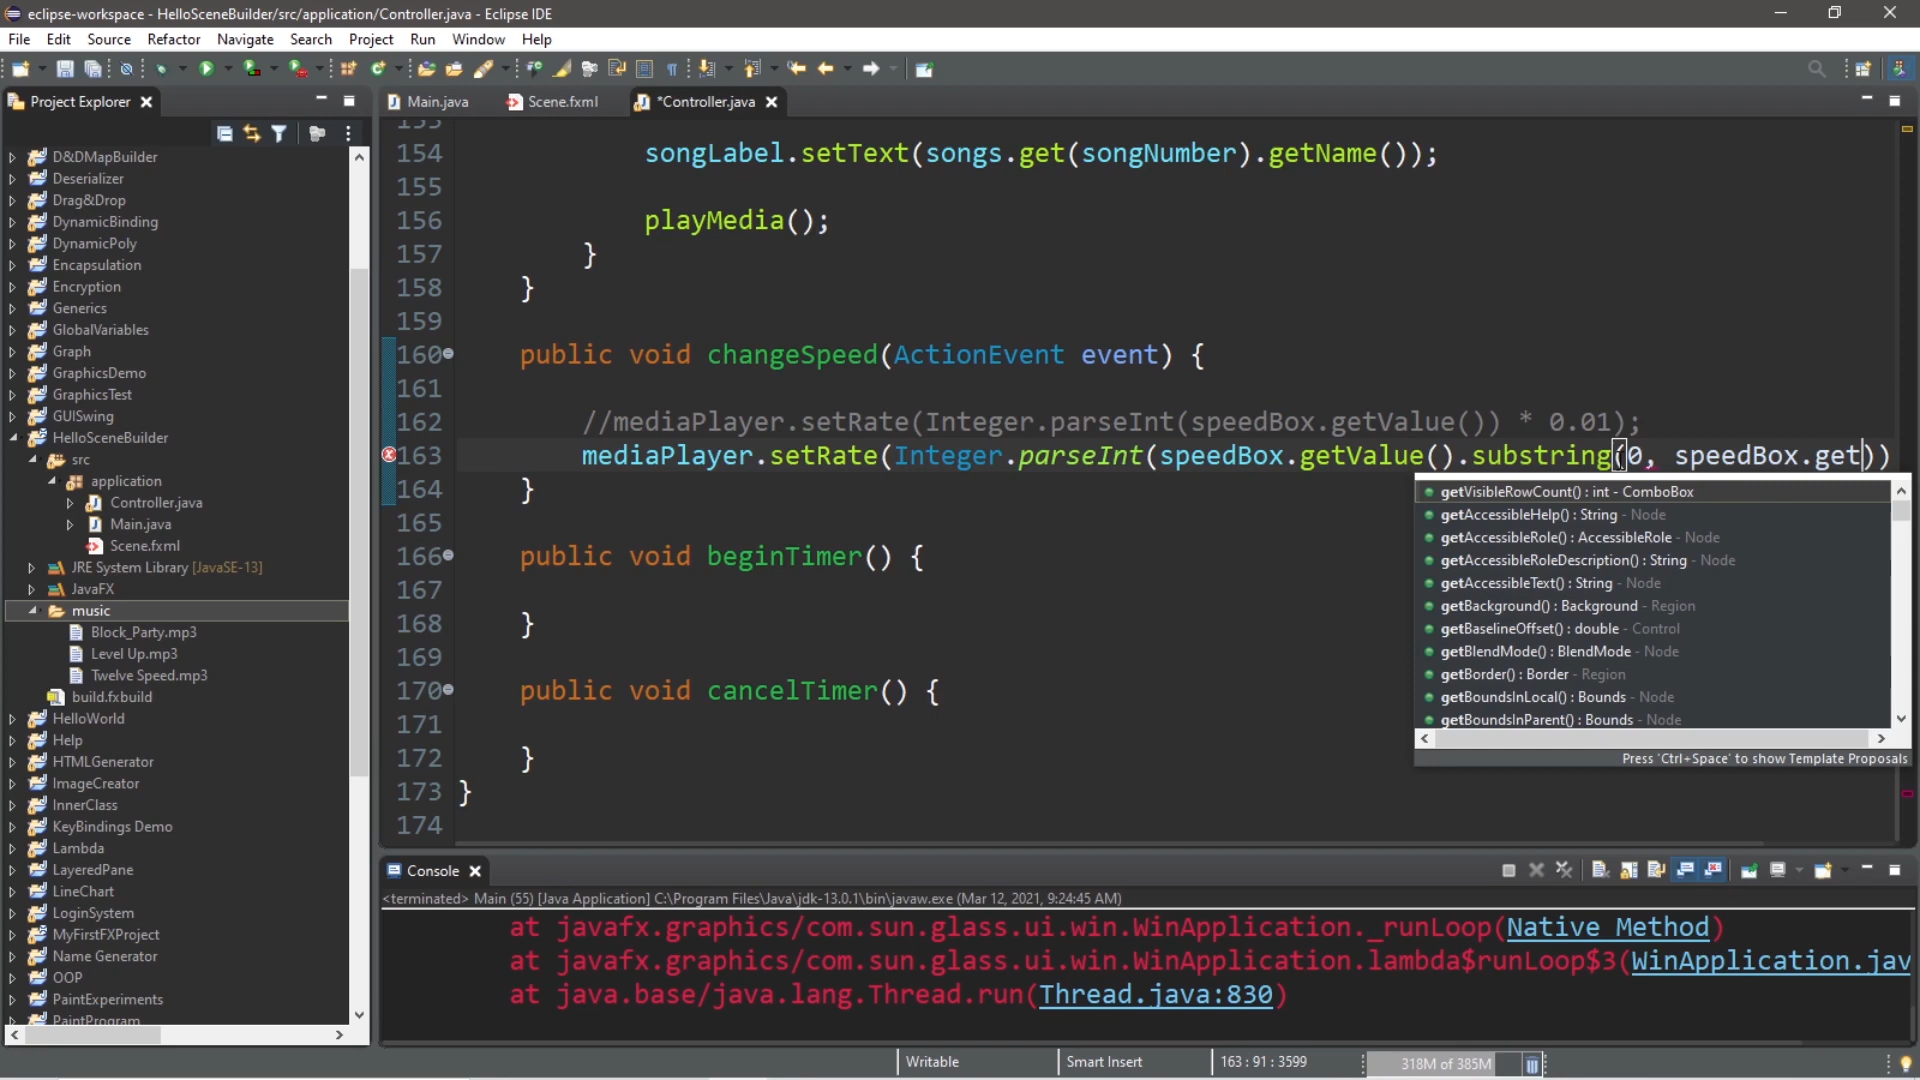 eclipse-workspace - HelloSceneBuilder/src/application/Controller.java - Eclipse IDE
File Edit Source Refactor Navigate Search Project Run Window Help
Project Explorer
D&DMapBuilder
Deserializer
Drag&Drop
DynamicBinding
DynamicPoly
Encapsulation
Encryption
Generics
GlobalVariables
Graph
GraphicsDemo
GraphicsTest
GUISwing
HelloSceneBuilder
src
application
Controller.java
Main.java
Scene.fxml
JRE System Library [JavaSE-13]
JavaFX
music
Block_Party.mp3
Level Up.mp3
Twelve Speed.mp3
build.fxbuild
HelloWorld
Help
HTMLGenerator
ImageCreator
InnerClass
KeyBindings Demo
Lambda
LayeredPane
LineChart
LoginSystem
MyFirstFXProject
Name Generator
OOP
PaintExperiments
PaintProgram
Main.java Scene.fxml *Controller.java
153
154 songLabel.setText(songs.get(songNumber).getName());
155
156 playMedia();
157 }
158 }
159
160 public void changeSpeed(ActionEvent event) {
161
162 //mediaPlayer.setRate(Integer.parseInt(speedBox.getValue()) * 0.01);
163 mediaPlayer.setRate(Integer.parseInt(speedBox.getValue().substring(0, speedBox.get))
164 }
165
166 public void beginTimer() {
167
168 }
169
170 public void cancelTimer() {
171
172 }
173 }
174
getVisibleRowCount() : int - ComboBox
getAccessibleHelp() : String - Node
getAccessibleRole() : AccessibleRole - Node
getAccessibleRoleDescription() : String - Node
getAccessibleText() : String - Node
getBackground() : Background - Region
getBaselineOffset() : double - Control
getBlendMode() : BlendMode - Node
getBorder() : Border - Region
getBoundsInLocal() : Bounds - Node
getBoundsInParent() : Bounds - Node
Press 'Ctrl+Space' to show Template Proposals
Console
<terminated> Main (55) [Java Application] C:\Program Files\Java\jdk-13.0.1\bin\javaw.exe (Mar 12, 2021, 9:24:45 AM)
at javafx.graphics/com.sun.glass.ui.win.WinApplication._runLoop(Native Method)
at javafx.graphics/com.sun.glass.ui.win.WinApplication.lambda$runLoop$3(WinApplication.jav
at java.base/java.lang.Thread.run(Thread.java:830)
Writable Smart Insert 163 : 91 : 3599 318M of 385M